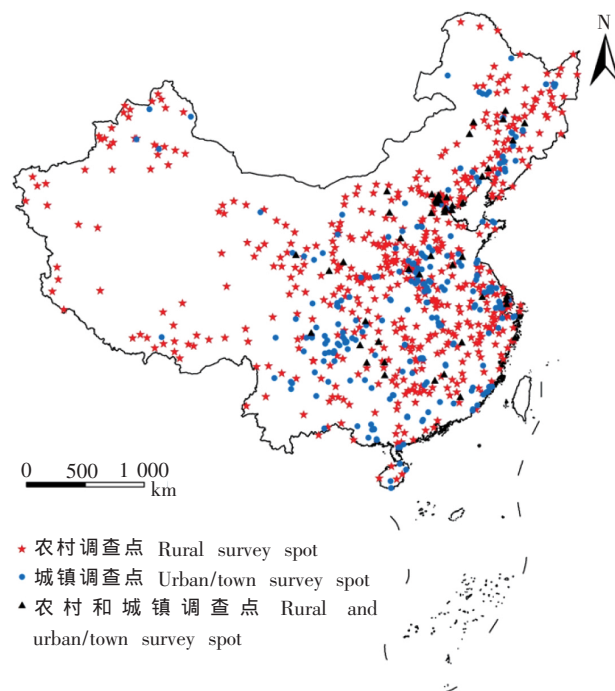 N
0 500 1 000
km
农村调查点 Rural survey spot
城镇调查点 Urban/town survey spot
农村和城镇调查点 Rural and
urban/town survey spot